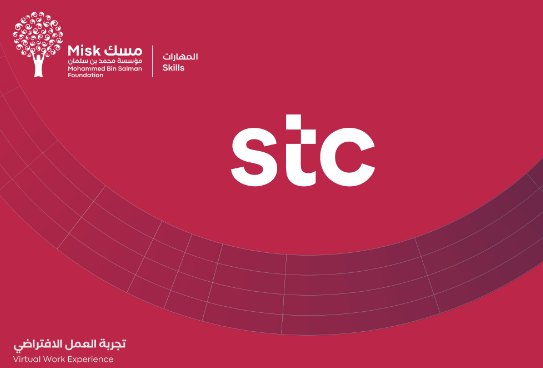 Misk مسك
مؤسسة محمد بن سلمان
Mohammed Bin Salman
Foundation
المهارات
Skills
stc
تجربة العمل الافتراضي
Virtual Work Experience